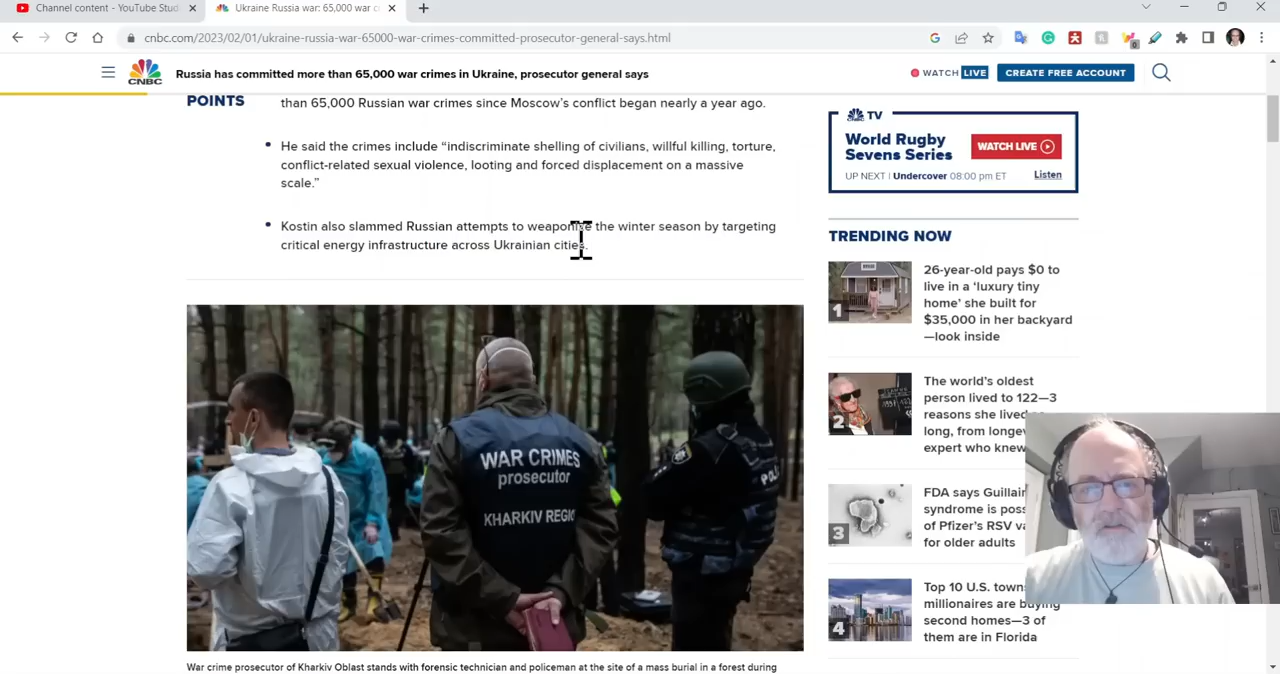 Channel content - YouTube Stud
Ukraine Russia war: 65,000 war c
cnbc.com/2023/02/01/ukraine-russia-war-65000-war-crimes-committed-prosecutor-general-says.html
CNBC
Russia has committed more than 65,000 war crimes in Ukraine, prosecutor general says
WATCH LIVE
CREATE FREE ACCOUNT
POINTS
than 65,000 Russian war crimes since Moscow's conflict began nearly a year ago.
• He said the crimes include “indiscriminate shelling of civilians, willful killing, torture,
conflict-related sexual violence, looting and forced displacement on a massive
scale.”
• Kostin also slammed Russian attempts to weaponize the winter season by targeting
critical energy infrastructure across Ukrainian cities.
WAR CRIMES
prosecutor
KHARKIV REGIO
POLI
War crime prosecutor of Kharkiv Oblast stands with forensic technician and policeman at the site of a mass burial in a forest during
TV
World Rugby
Sevens Series
WATCH LIVE
UP NEXT | Undercover 08:00 pm ET
Listen
TRENDING NOW
1
26-year-old pays $0 to
live in a ‘luxury tiny
home’ she built for
$35,000 in her backyard
—look inside
2
The world’s oldest
person lived to 122—3
reasons she lived
long, from longev
expert who knew
3
FDA says Guillain
syndrome is poss
of Pfizer’s RSV va
for older adults
4
Top 10 U.S. towns
millionaires are buying
second homes—3 of
them are in Florida